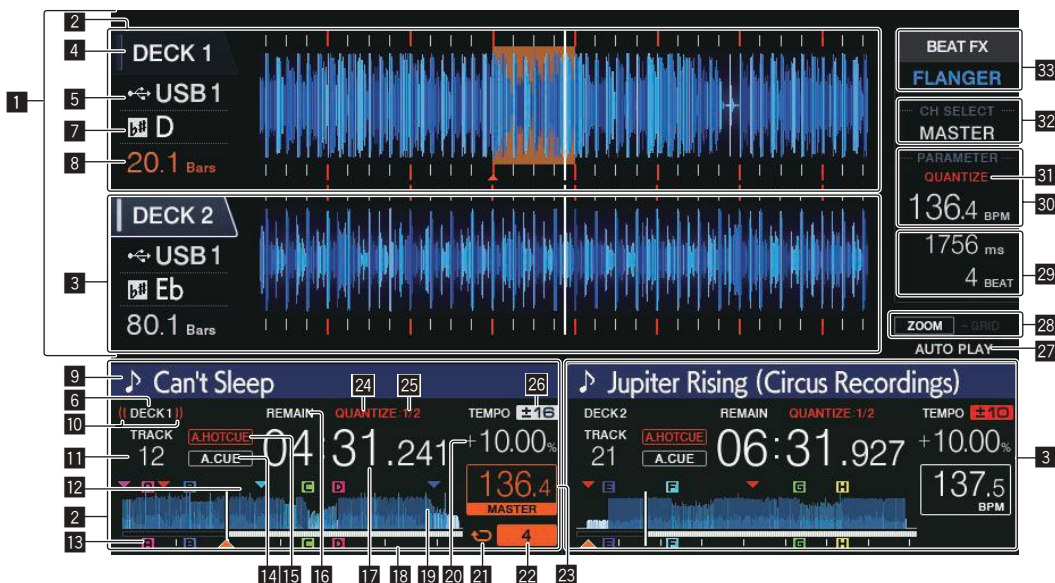 2
4
DECK 1
5
USB 1
1
7
D
8
20.1 Bars
BEAT FX
FLANGER
33
CH SELECT
MASTER
32
PARAMETER
QUANTIZE
31
136.4 BPM
30
DECK 2
3
USB 1
Eb
80.1 Bars
1756 ms
4 BEAT
29
ZOOM - GRID
28
AUTO PLAY
27
9
Can't Sleep
24
25
26
6
DECK 1
REMAIN
QUANTIZE 1/2
TEMPO ±16
10
TRACK
12
11
A.HOTCUE
A.CUE
04:31.241
20
+10.00%
12
A
B
C
D
136.4
MASTER
2
19
13
A
B
C
D
4
14
15
16
17
18
19
20
21
22
23
Jupiter Rising (Circus Recordings)
DECK2
REMAIN
QUANTIZE 1/2
TEMPO ±10
TRACK
21
A.HOTCUE
A.CUE
06:31.927
+10.00%
3
E
F
G
H
137.5
BPM
E
F
G
H